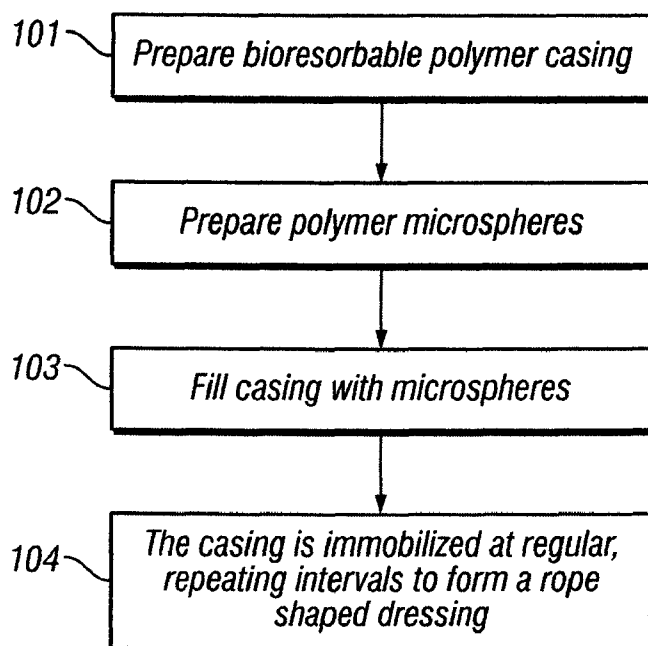 101
Prepare bioresorbable polymer casing
102
Prepare polymer microspheres
103
Fill casing with microspheres
104
The casing is immobilized at regular,
repeating intervals to form a rope
shaped dressing